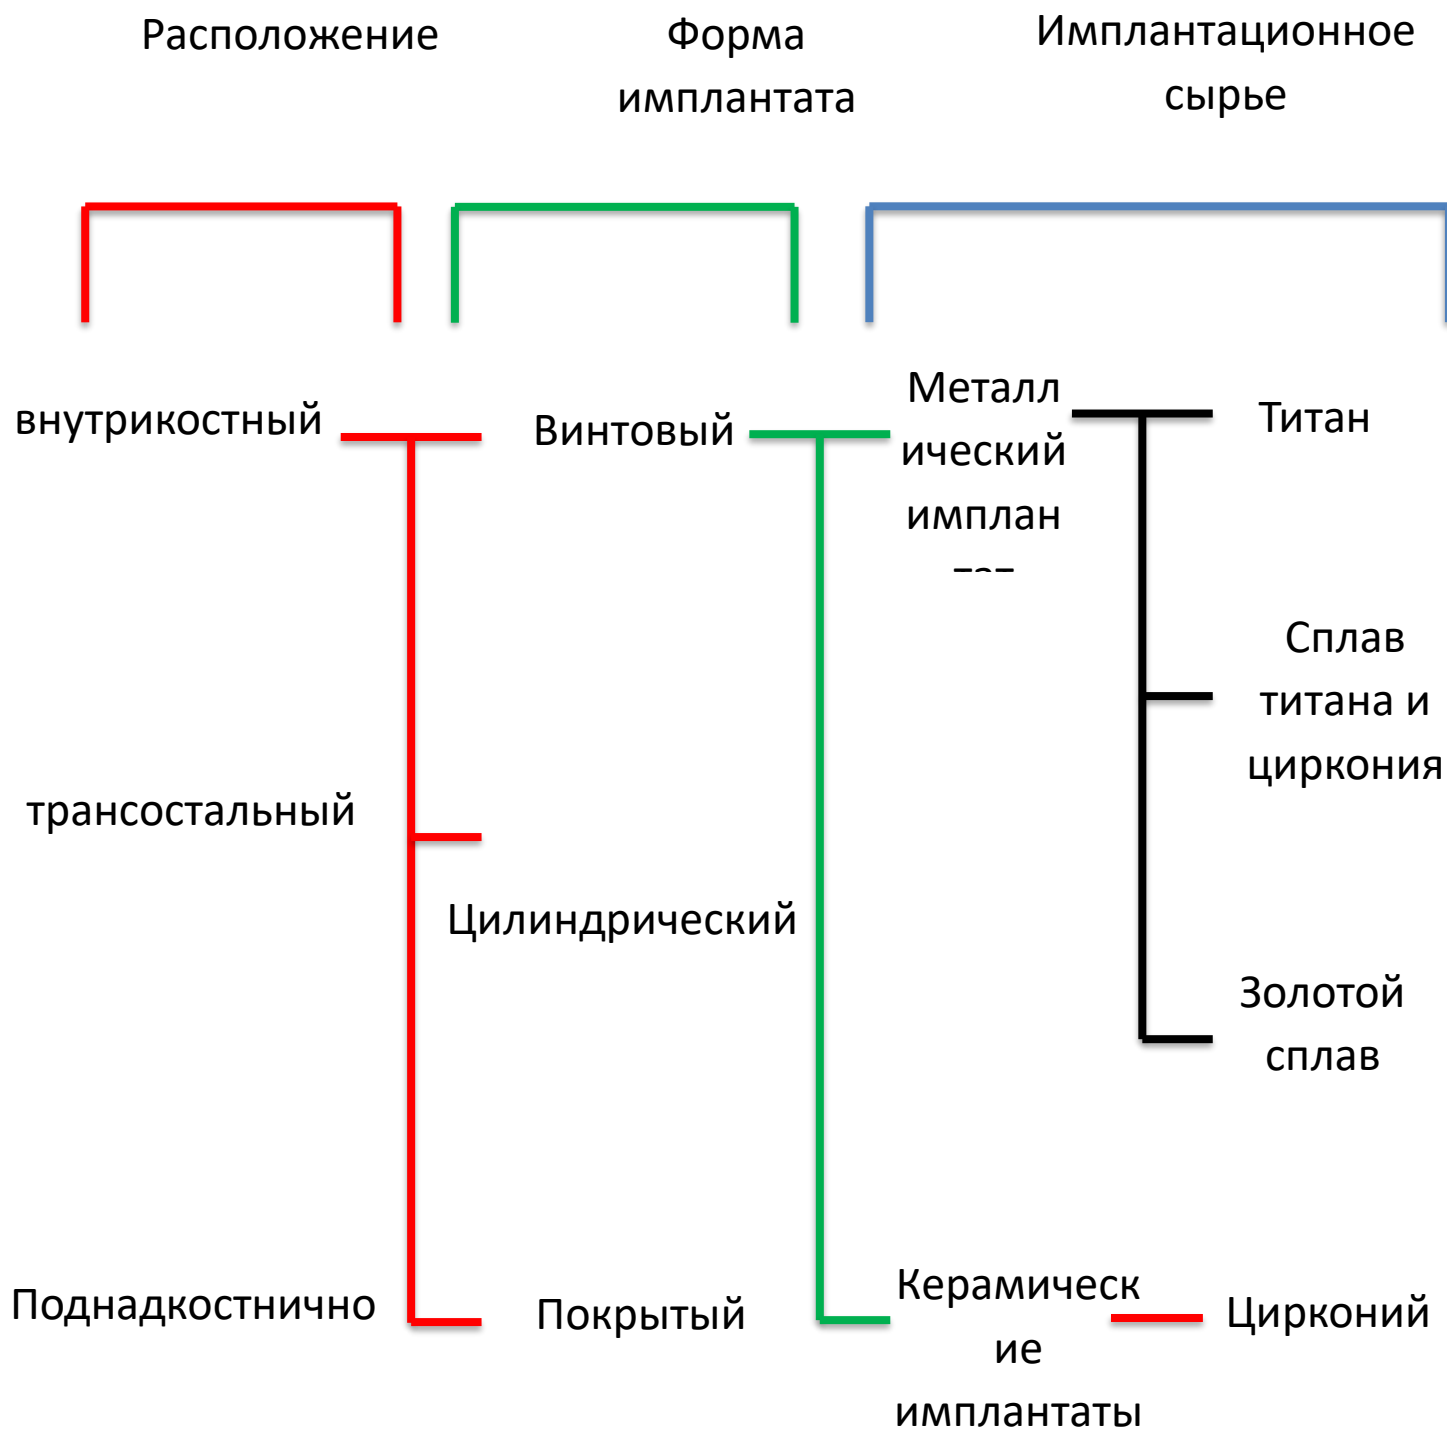 Расположение
Форма
имплантата
Имплантационное
сырье
внутрикостный
Винтовый
Металл
ический
имплан
Титан
Сплав
титана и
циркония
трансостальный
Цилиндрический
Золотой
сплав
Поднадкостнично
Покрытый
Керамическ
ие
имплантаты
Цирконий